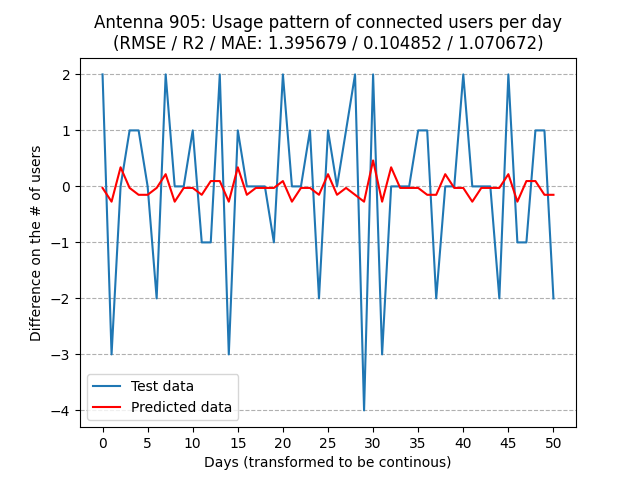 Antenna 905: Usage pattern of connected users per day
(RMSE / R2 / MAE: 1.395679 / 0.104852 / 1.070672)
Difference on the # of users
2
1
0
−1
−2
−3
−4
Test data
Predicted data
0 5 10 15 20 25 30 35 40 45 50
Days (transformed to be continous)